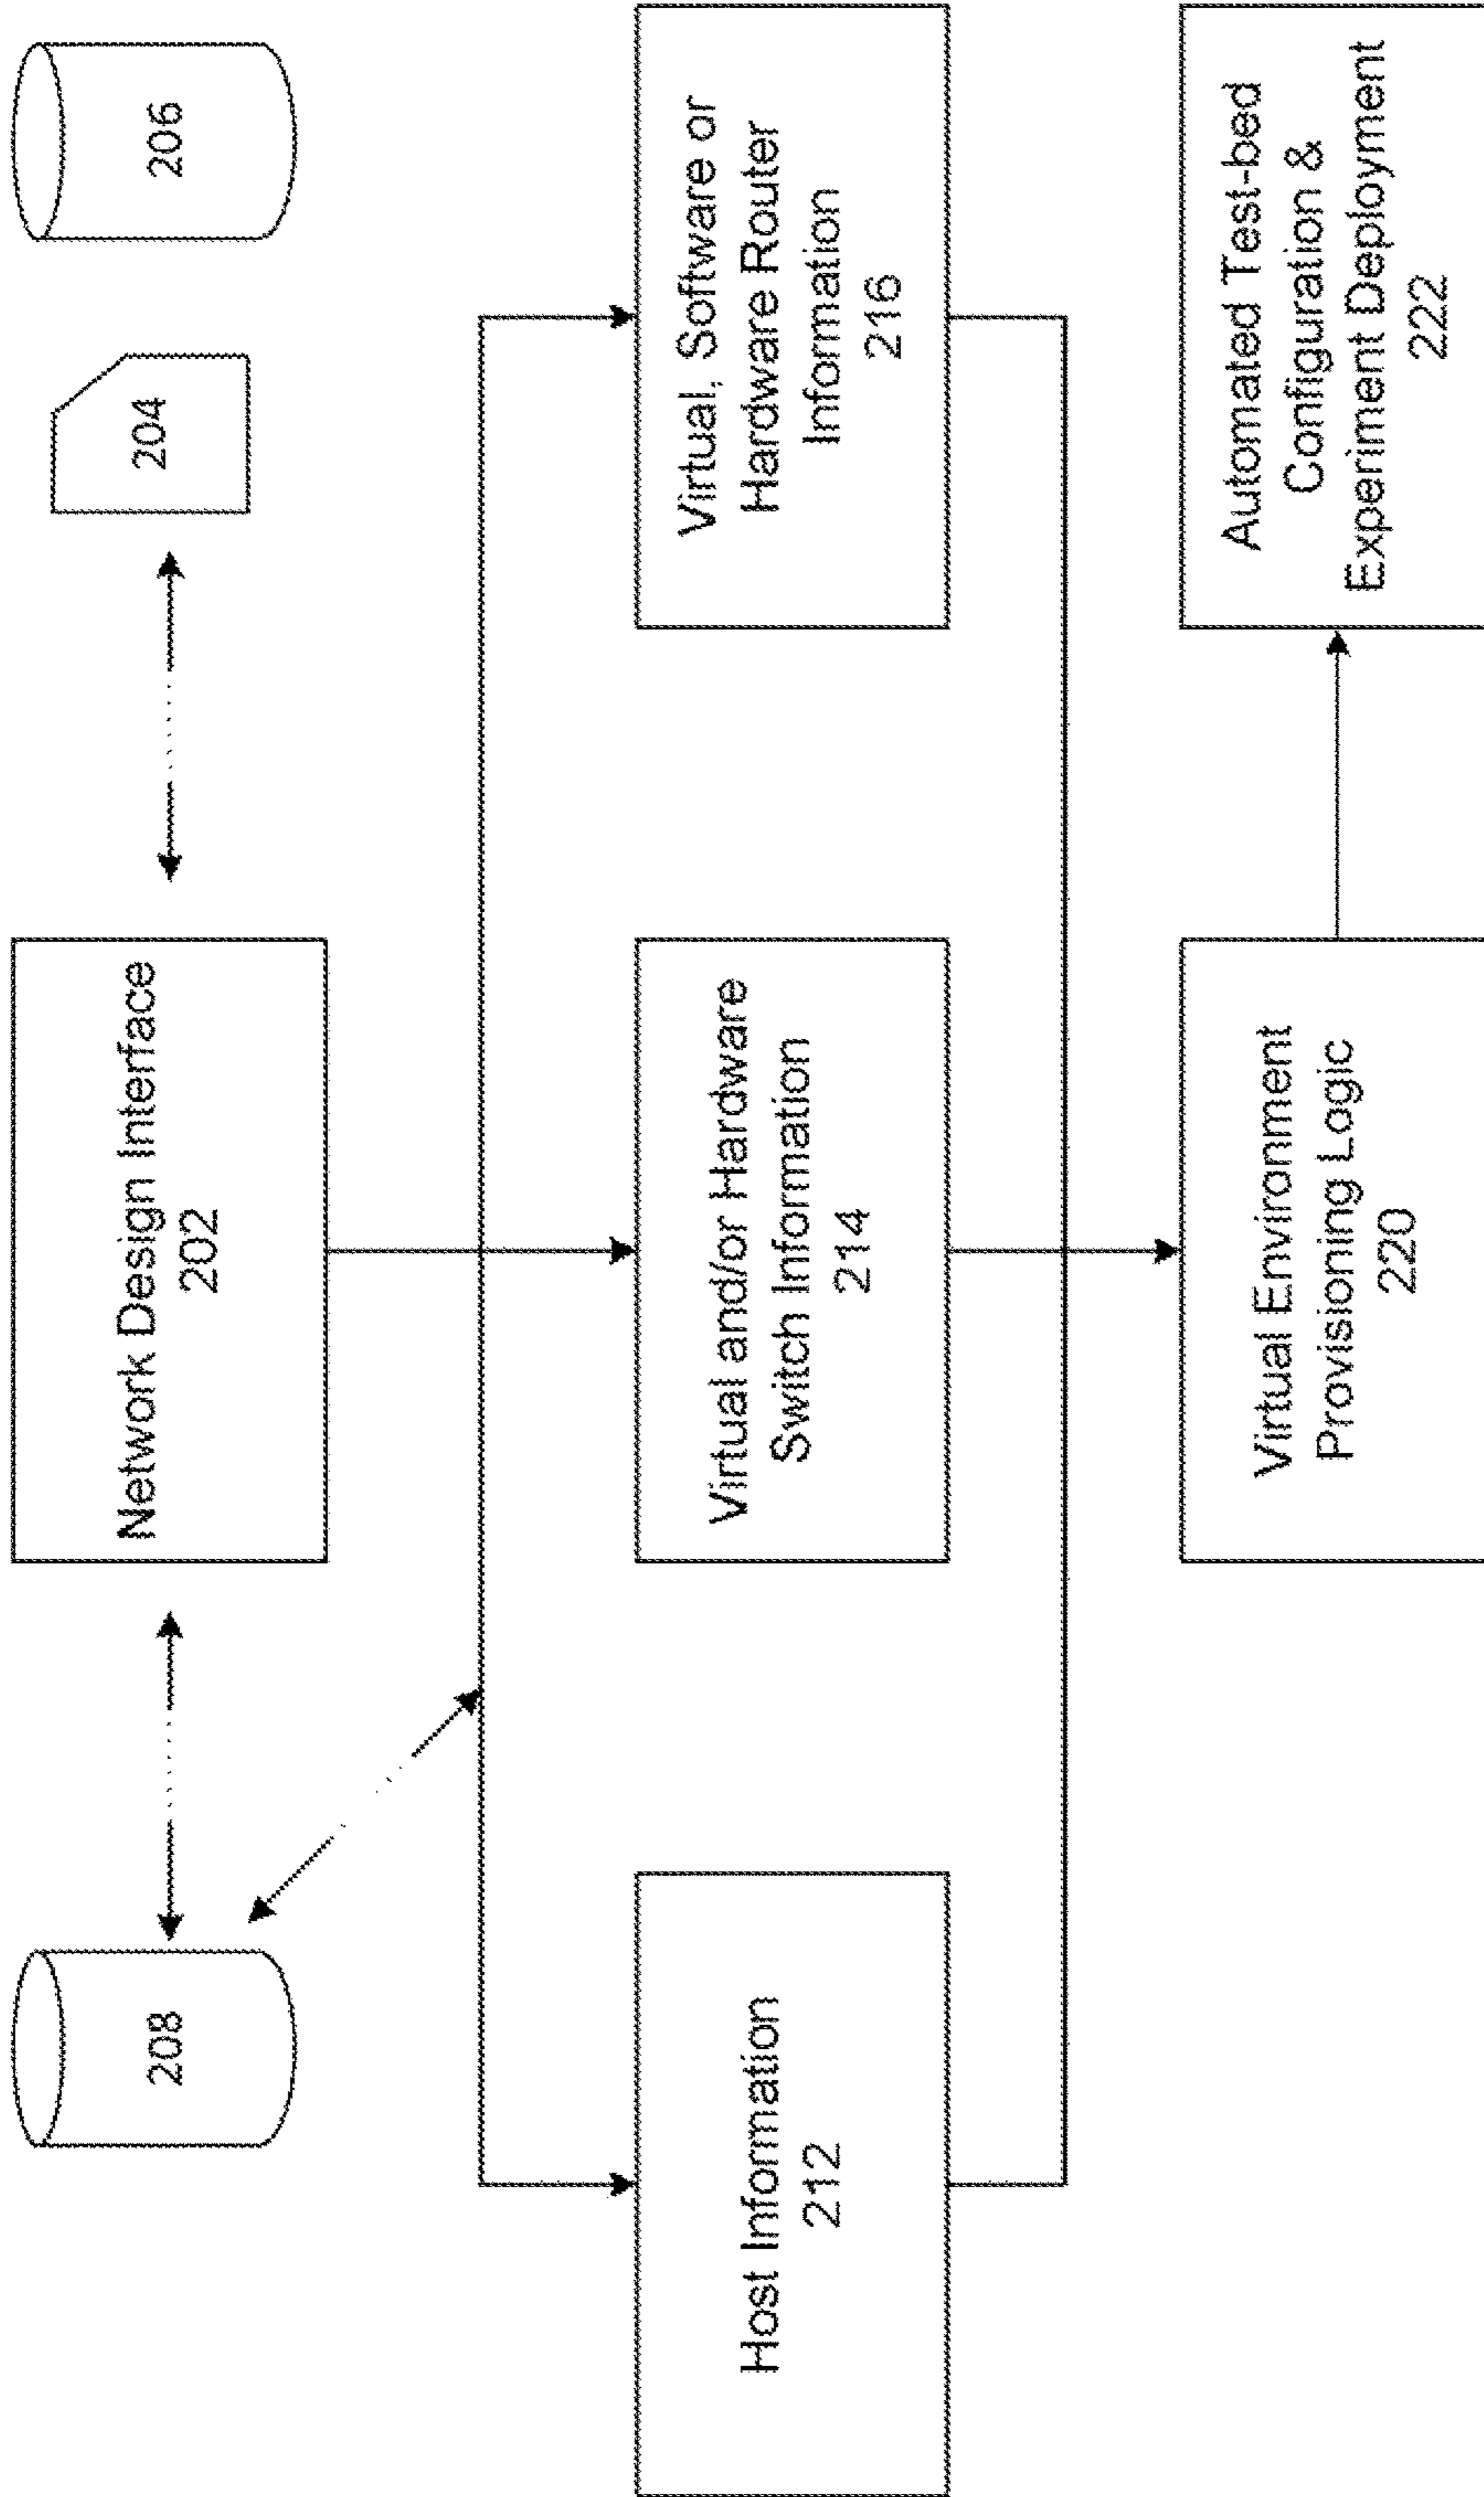 208
Network Design Interface
202
204
206
Host Information
212
Virtual and/or Hardware
Switch Information
214
Virtual, Software or
Hardware Router
Information
216
Virtual Environment
Provisioning Logic
220
Automated Test-bed
Configuration &
Experiment Deployment
222